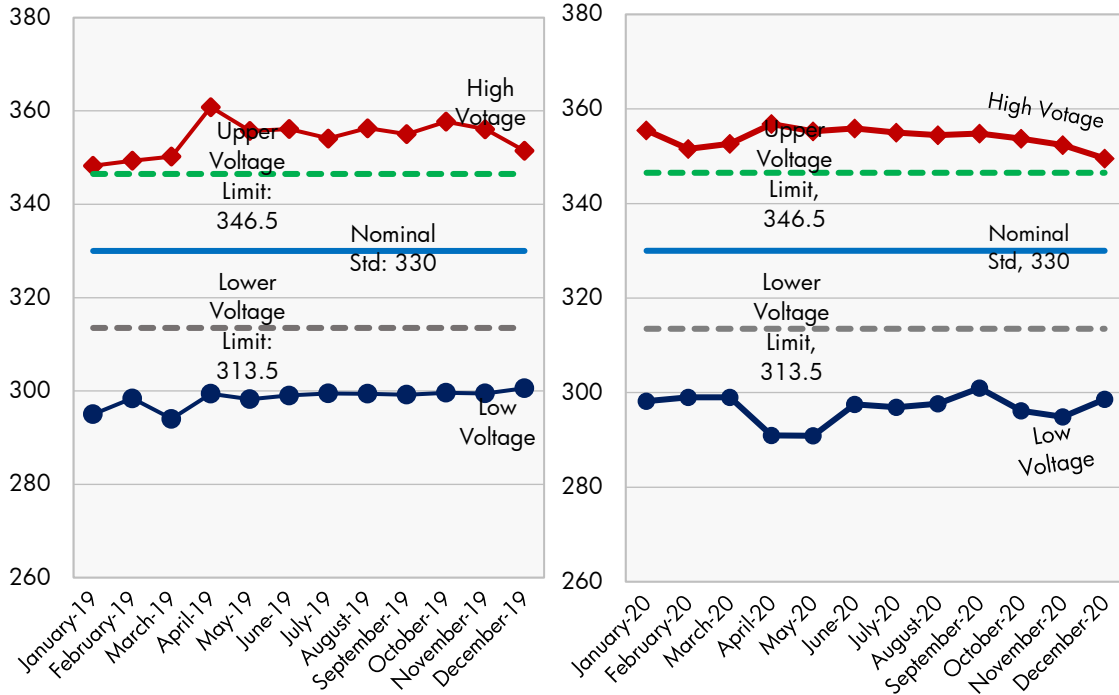 380
360
340
320
300
280
260
High
Votage
Upper
Voltage
Limit:
346.5
Nominal
Std: 330
Lower
Voltage
Limit:
313.5
Low
Voltage
January-19
February-19
March-19
April-19
May-19
June-19
July-19
August-19
September-19
October-19
November-19
December-19
380
360
340
320
300
280
260
High Votage
Upper
Voltage
Limit,
346.5
Nominal
Std, 330
Lower
Voltage
Limit,
313.5
Low
Voltage
January-20
February-20
March-20
April-20
May-20
June-20
July-20
August-20
September-20
October-20
November-20
December-20